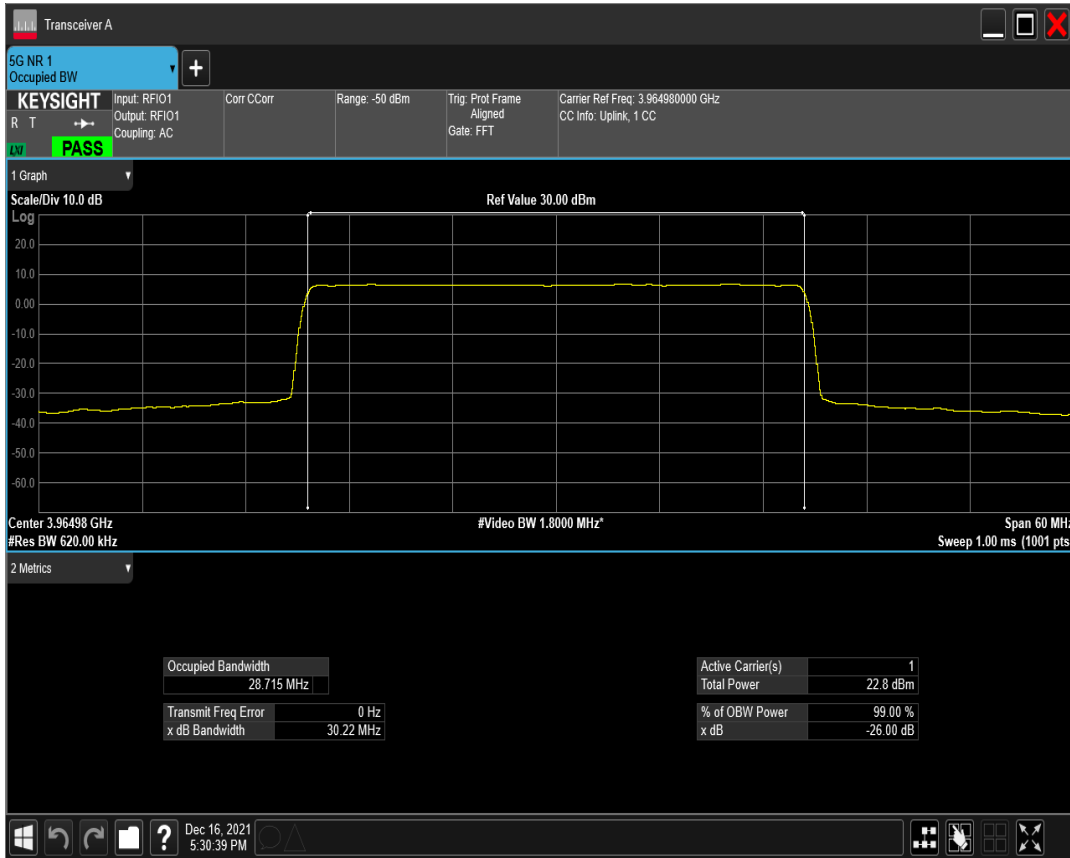 Transceiver A
5G NR 1
Occupied BW
+
KEYSIGHT
R T
LXI
PASS
Input: RFIO1
Output: RFIO1
Coupling: AC
Corr CCorr
Range: -50 dBm
Trig: Prot Frame
Aligned
Gate: FFT
Carrier Ref Freq: 3.964980000 GHz
CC Info: Uplink, 1 CC
1 Graph
Scale/Div 10.0 dB
Ref Value 30.00 dBm
Log
20.0
10.0
0.00
-10.0
-20.0
-30.0
-40.0
-50.0
-60.0
Center 3.96498 GHz
#Video BW 1.8000 MHz*
Span 60 MHz
#Res BW 620.00 kHz
Sweep 1.00 ms (1001 pts
2 Metrics
Occupied Bandwidth
28.715 MHz
Transmit Freq Error 0 Hz
x dB Bandwidth 30.22 MHz
Active Carrier(s) 1
Total Power 22.8 dBm
% of OBW Power 99.00 %
x dB -26.00 dB
?
Dec 16, 2021
5:30:39 PM